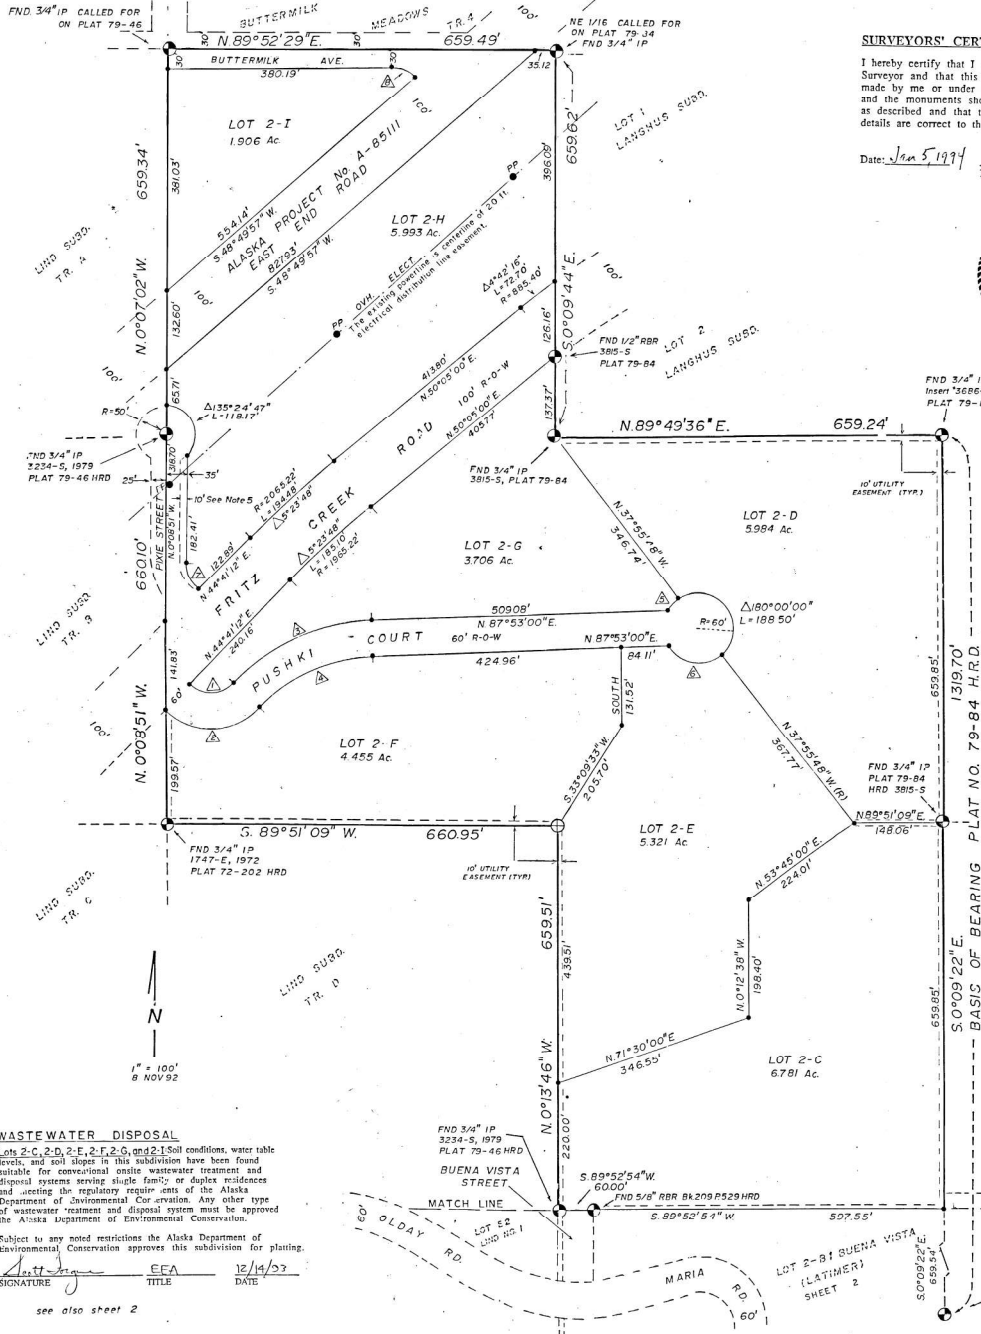 FND. 3/4" IP CALLED FOR
ON PLAT 79-46
BUTTERMILK MEADOWS TR. 4
100'
NE 1/16 CALLED FOR
ON PLAT 79-34
FND 3/4" IP
30'
N.89°52'29"E.
30'
659.49'
30'
BUTTERMILK AVE.
30'
380.19'
35.12
8
100'
SURVEYORS' CERT
I hereby certify that I
Surveyor and that this
made by me or under
and the monuments sho
as described and that t
details are correct to th
Date: Jan 5, 1994
LOT 2-I
1.906 Ac.
LOT 1
LANGHUS SUBD.
659.34'
381.03'
396.09'
659.62'
554.14'
S.48°49'57"W.
ALASKA PROJECT No. A-85111
EAST END ROAD
827.93'
S.48°49'57"W.
PP
LOT 2-H
5.993 Ac.
LIND SUBD.
TR. A
N.0°07'02"W.
132.60'
100'
OVH. ELECT.
The existing powerline is centerline of 20 ft.
electrical distribution line easement.
PP
Δ4°42'16"
L=72.70'
R=885.40'
S.0°09'44"E.
100'
126.16'
FND 1/2" RBR
3815-S
PLAT 79-84
LOT 2
LANGHUS SUBD.
100'
65.71'
R=50'
Δ135°24'47"
L=118.17'
413.80'
N.50°05'00"E.
100' R-O-W
N.50°05'00"E.
405.77'
137.37'
FND 3/4" I
Insert "3686
PLAT 79-
N.89°49'36"E.
659.24'
FND 3/4" IP
3234-S, 1979
PLAT 79-46 HRD
318.70'
25'
35'
10' See Note 5
FND 3/4" IP
3815-S, PLAT 79-84
10' UTILITY
EASEMENT (TYP.)
660.10'
PIXIE STREET
N.0°08'51"W.
182.41'
7
R=2065.22'
L=194.48'
Δ5°23'48"
FRITZ CREEK ROAD
122.89'
N.44°41'12"E.
Δ5°23'48"
L=185.10'
R=1965.22'
LOT 2-G
3.706 Ac.
N.37°55'48"W.
346.74'
LOT 2-D
5.984 Ac.
LIND SUBD.
TR. B
N.44°41'12"E.
240.16'
5
Δ180°00'00"
L=188.50'
R=60'
509.08'
N.87°53'00"E.
3
PUSHKI COURT
60' R-O-W
N.87°53'00"E.
424.96'
84.11'
6
4
141.83'
60'
1
2
100'
N.0°08'51"W.
SOUTH
131.52'
659.85'
1319.70'
LOT 2-F
4.455 Ac.
N.37°55'48"W.(R)
367.77'
S.33°09'33"W.
205.70'
199.57'
FND 3/4" IP
PLAT 79-84
HRD 3815-S
S. 89°51'09" W.
660.95'
LOT 2-E
5.321 Ac.
N.89°51'09"E.
148.06'
FND 3/4" IP
1747-E, 1972
PLAT 72-202 HRD
10' UTILITY
EASEMENT (TYP)
N.53°45'00"E.
224.01'
LIND SUBD.
TR. C
659.51'
439.51'
N.0°12'38"W.
198.40'
S.0°09'22"E.
BASIS OF BEARING PLAT NO. 79-84 H.R.D.
LIND SUBD.
TR. D
659.85'
N
N.71°30'00"E
346.55'
LOT 2-C
6.781 Ac.
1" = 100'
8 NOV 92
N.0°13'46"W.
220.00'
WASTEWATER DISPOSAL
Lots 2-C, 2-D, 2-E, 2-F, 2-G, and 2-I Soil conditions, water table
levels, and soil slopes in this subdivision have been found
suitable for conventional onsite wastewater treatment and
disposal systems serving single family or duplex residences
and meeting the regulatory requirements of the Alaska
Department of Environmental Conservation. Any other type
of wastewater treatment and disposal system must be approved
the Alaska Department of Environmental Conservation.
Subject to any noted restrictions the Alaska Department of
Environmental Conservation approves this subdivision for platting.
EEA
12/14/93
SIGNATURE TITLE DATE
see also sheet 2
FND 3/4" IP
3234-S, 1979
PLAT 79-46 HRD
BUENA VISTA
STREET
MATCH LINE
S.89°52'54"W.
60.00'
FND 5/8" RBR Bk.209 P.529 HRD
S.89°52'54"W.
597.55'
60'
OLDAY RD.
LOT 52
LIND NO. 1
MARIA RD.
60'
LOT 2-B1 BUENA VISTA
(LATIMER)
SHEET 2
S.0°09'22"E.
659.54'